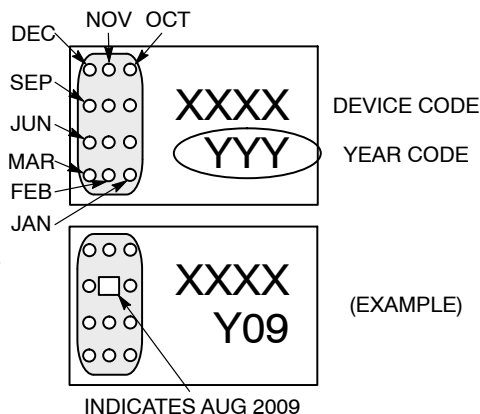 NOV OCT
DEC
SEP
JUN
MAR
FEB
JAN
XXXX
YYY
DEVICE CODE
YEAR CODE
XXXX
Y09
(EXAMPLE)
INDICATES AUG 2009